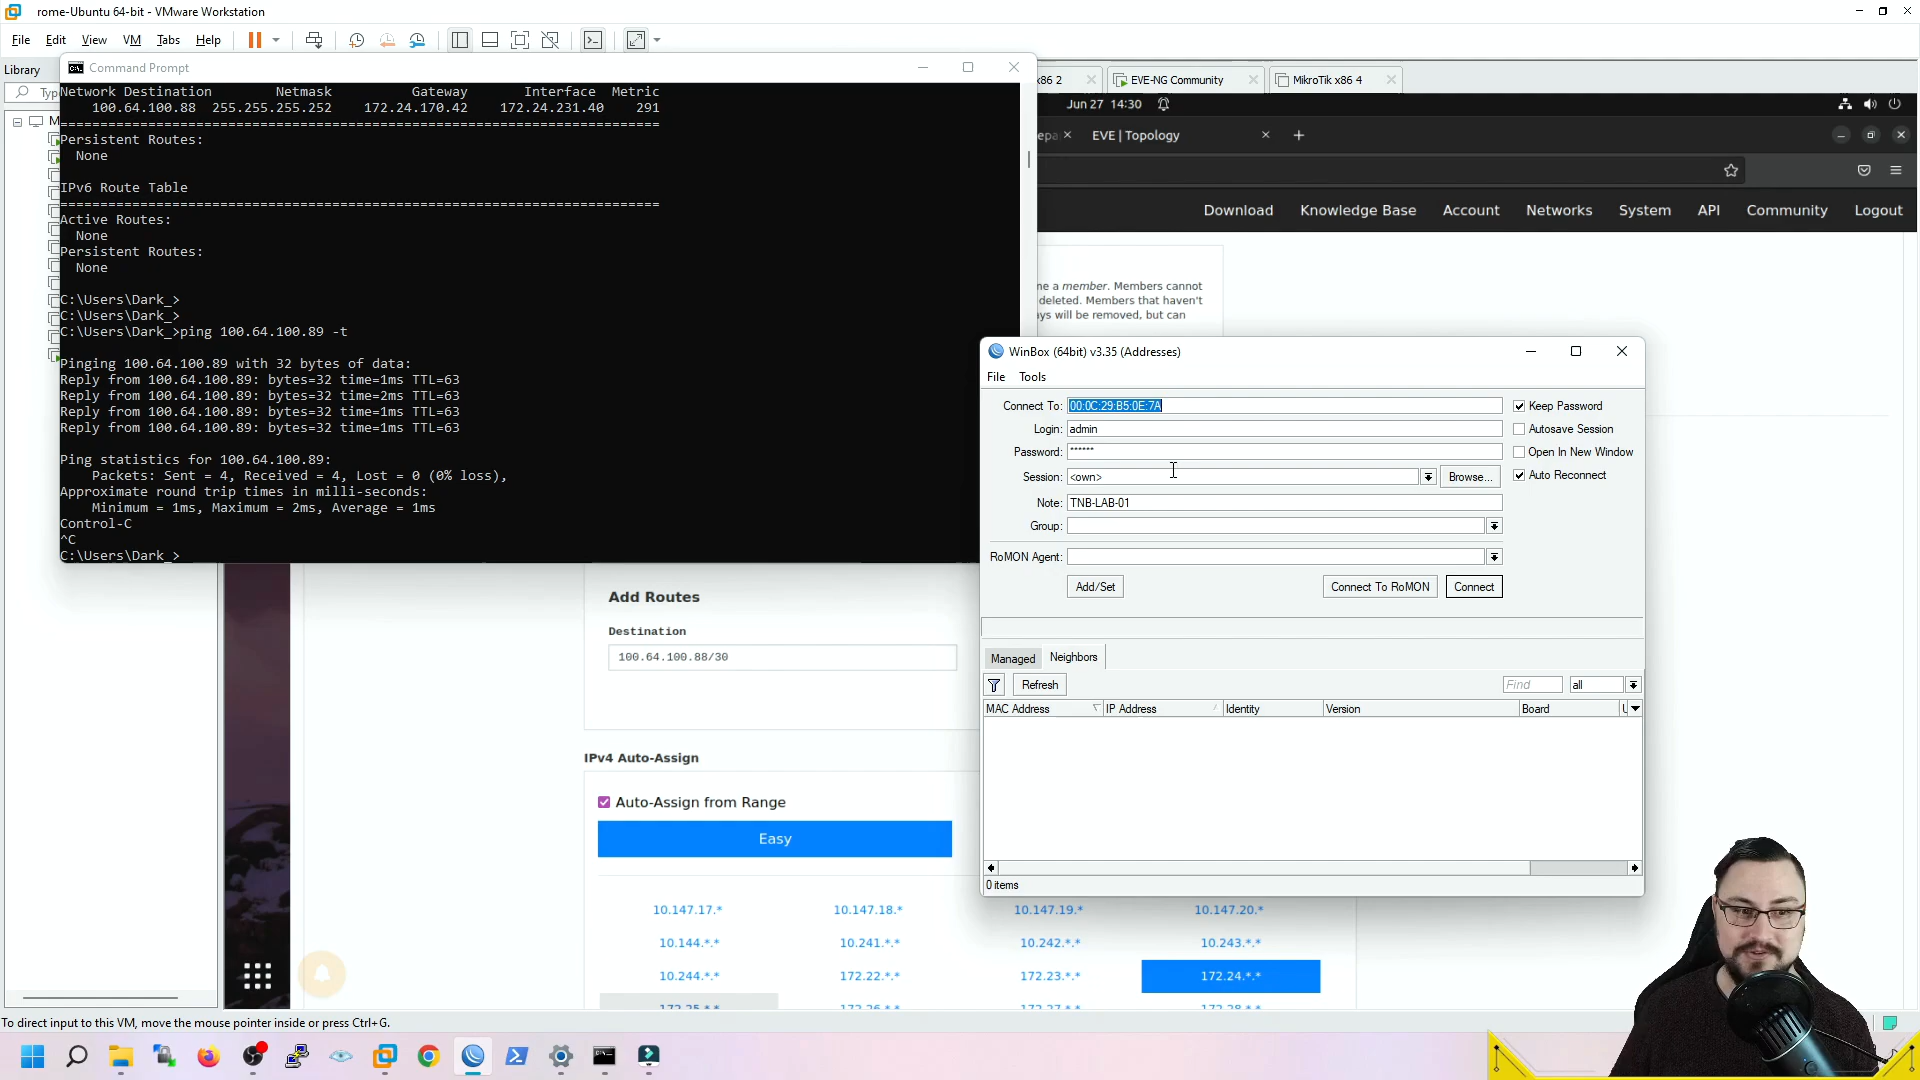 rome-Ubuntu 64-bit - VMware Workstation
File Edit View VM Tabs Help
Library
Command Prompt
x86 2
EVE-NG Community
MikroTik x86 4
Network Destination Netmask Gateway Interface Metric
100.64.100.88 255.255.255.252 172.24.170.42 172.24.231.40 291
===========================================================================
Persistent Routes:
None
IPv6 Route Table
===========================================================================
Active Routes:
None
Persistent Routes:
None
C:\Users\Dark_>
C:\Users\Dark_>
C:\Users\Dark_>ping 100.64.100.89 -t
Pinging 100.64.100.89 with 32 bytes of data:
Reply from 100.64.100.89: bytes=32 time=1ms TTL=63
Reply from 100.64.100.89: bytes=32 time=2ms TTL=63
Reply from 100.64.100.89: bytes=32 time=1ms TTL=63
Reply from 100.64.100.89: bytes=32 time=1ms TTL=63
Ping statistics for 100.64.100.89:
Packets: Sent = 4, Received = 4, Lost = 0 (0% loss),
Approximate round trip times in milli-seconds:
Minimum = 1ms, Maximum = 2ms, Average = 1ms
Control-C
^C
C:\Users\Dark_>
Jun 27 14:30
EVE | Topology
Download Knowledge Base Account Networks System API Community Logout
ne a member. Members cannot
deleted. Members that haven't
ys will be removed, but can
WinBox (64bit) v3.35 (Addresses)
File Tools
Connect To: 00:0C:29:B5:0E:7A
Keep Password
Login: admin
Autosave Session
Password: ******
Open In New Window
Session: <own>
Browse...
Auto Reconnect
Note: TNB-LAB-01
Group:
RoMON Agent:
Add/Set
Connect To RoMON
Connect
Managed Neighbors
Refresh
Find
all
MAC Address IP Address Identity Version Board
0 items
Add Routes
Destination
100.64.100.88/30
IPv4 Auto-Assign
Auto-Assign from Range
Easy
10.147.17.* 10.147.18.* 10.147.19.* 10.147.20.*
10.144.*.* 10.241.*.* 10.242.*.* 10.243.*.*
10.244.*.* 172.22.*.* 172.23.*.* 172.24.*.*
172.25.*.* 172.26.*.* 172.27.*.* 172.28.*.*
To direct input to this VM, move the mouse pointer inside or press Ctrl+G.